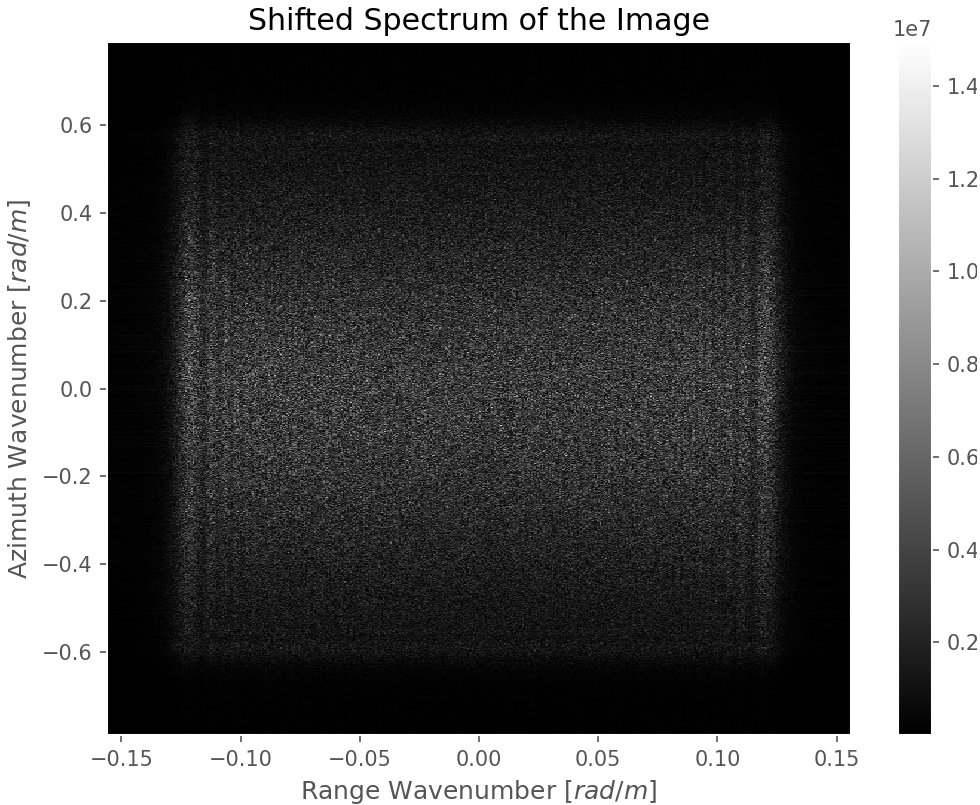 Shifted Spectrum of the Image
1e7
1.4
1.2
1.0
0.8
0.6
0.4
0.2
Azimuth Wavenumber [rad/m]
0.6
0.4
0.2
0.0
−0.2
−0.4
−0.6
−0.15 −0.10 −0.05 0.00 0.05 0.10 0.15
Range Wavenumber [rad/m]